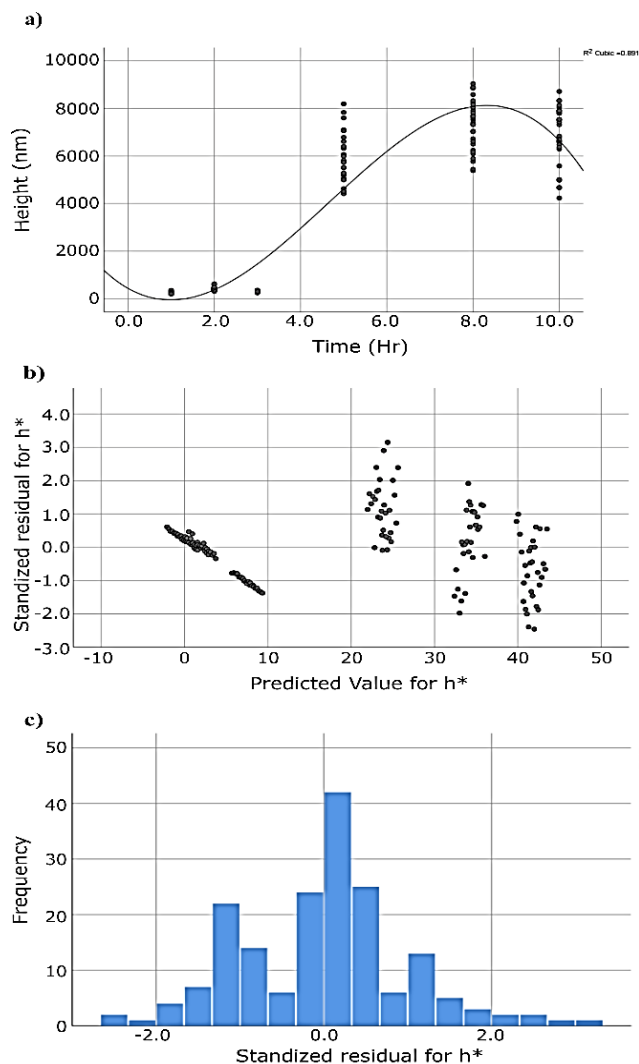 a)
R² Cubic =0.891
10000
8000
6000
4000
2000
0
Height (nm)
0.0 2.0 4.0 6.0 8.0 10.0
Time (Hr)
b)
4.0
3.0
2.0
1.0
0.0
-1.0
-2.0
-3.0
Standized residual for h*
-10 0 10 20 30 40 50
Predicted Value for h*
c)
50
40
30
20
10
0
Frequency
-2.0 0.0 2.0
Standized residual for h*